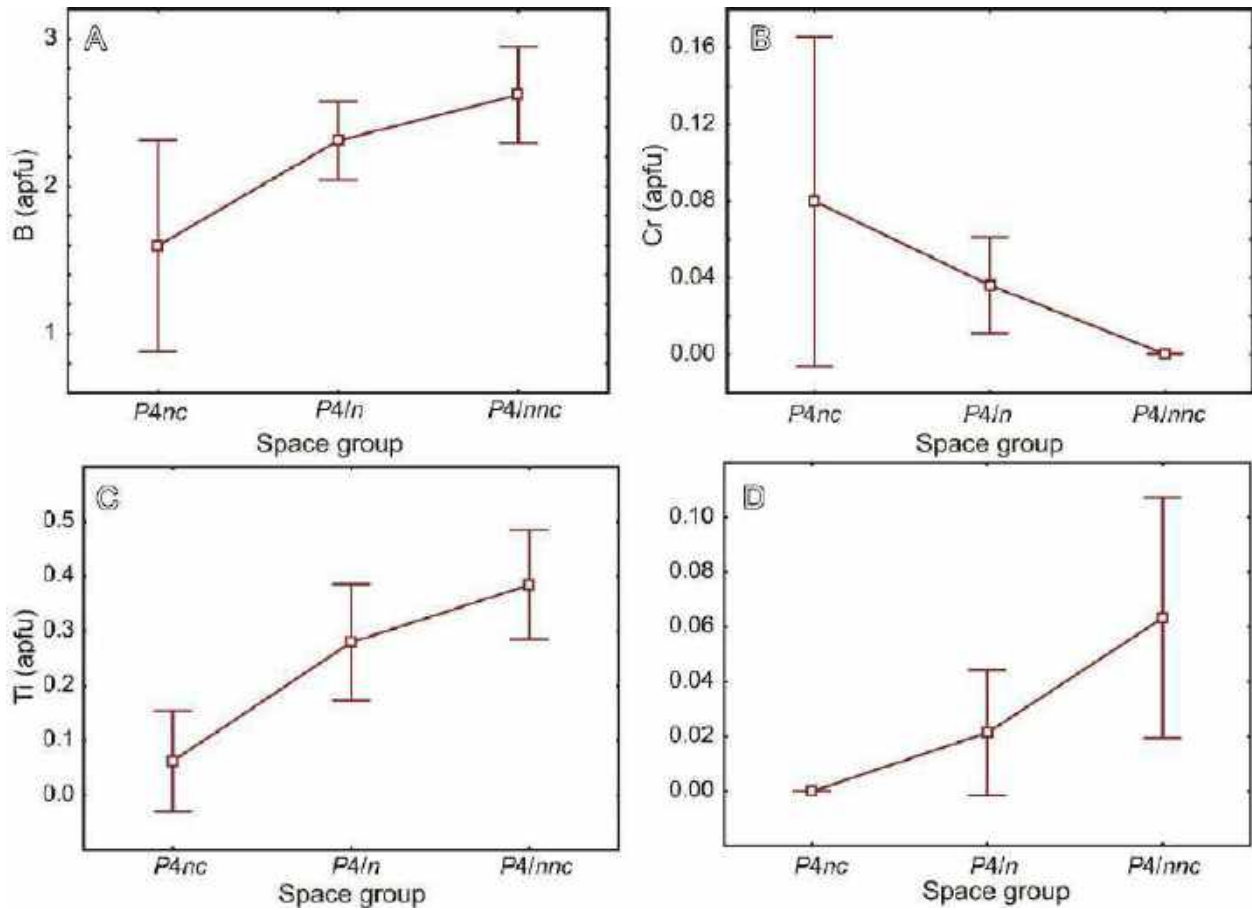 A
3
2
1
B (apfu)
P4nc
P4/n
P4/nnc
Space group
B
0.16
0.12
0.08
0.04
0.00
Cr (apfu)
P4nc
P4/n
P4/nnc
Space group
C
0.5
0.4
0.3
0.2
0.1
0.0
Ti (apfu)
P4nc
P4/n
P4/nnc
Space group
D
0.10
0.08
0.06
0.04
0.02
0.00
P4nc
P4/n
P4/nnc
Space group